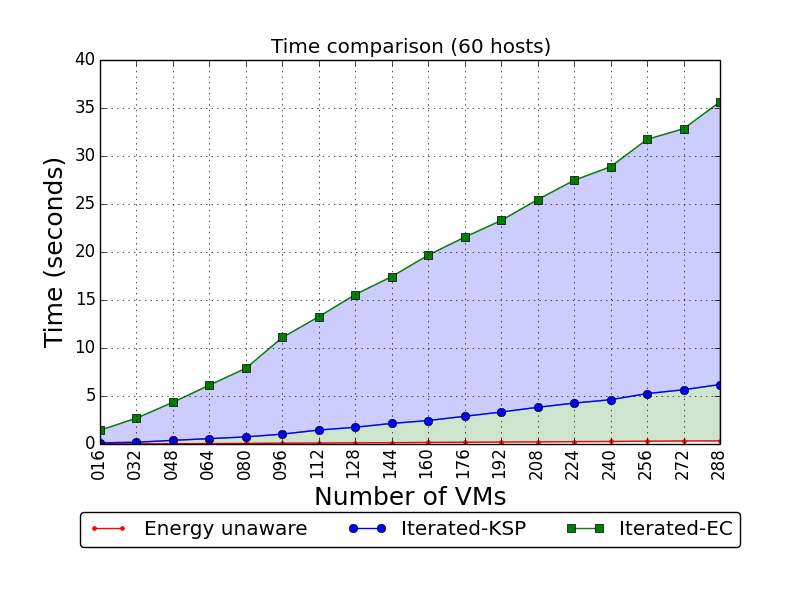 Time comparison (60 hosts)
Time (seconds)
40
35
30
25
20
15
10
5
0
016 032 048 064 080 096 112 128 144 160 176 192 208 224 240 256 272 288
Number of VMs
Energy unaware Iterated-KSP Iterated-EC